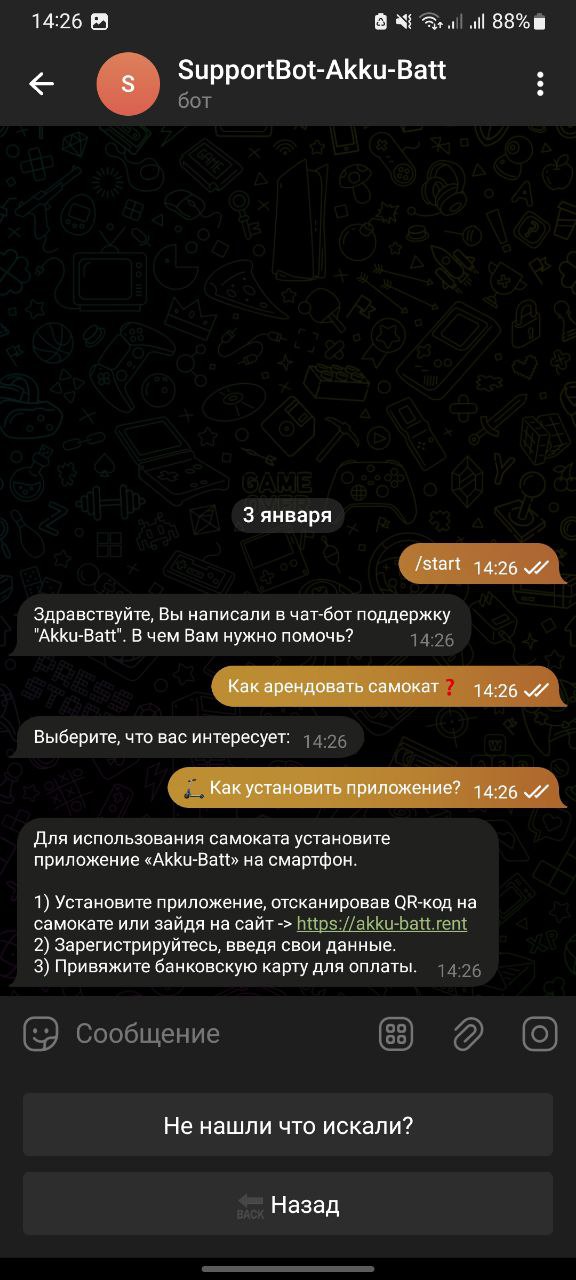 14:26
88%
S
SupportBot-Akku-Batt
бот
GAME
3 января
/start 14:26
Здравствуйте, Вы написали в чат-бот поддержку
"Akku-Batt". В чем Вам нужно помочь? 14:26
Как арендовать самокат❓ 14:26
Выберите, что вас интересует: 14:26
🛴 Как установить приложение? 14:26
Для использования самоката установите
приложение «Akku-Batt» на смартфон.
1) Установите приложение, отсканировав QR-код на
самокате или зайдя на сайт -> https://akku-batt.rent
2) Зарегистрируйтесь, введя свои данные.
3) Привяжите банковскую карту для оплаты. 14:26
Сообщение
Не нашли что искали?
BACK Назад